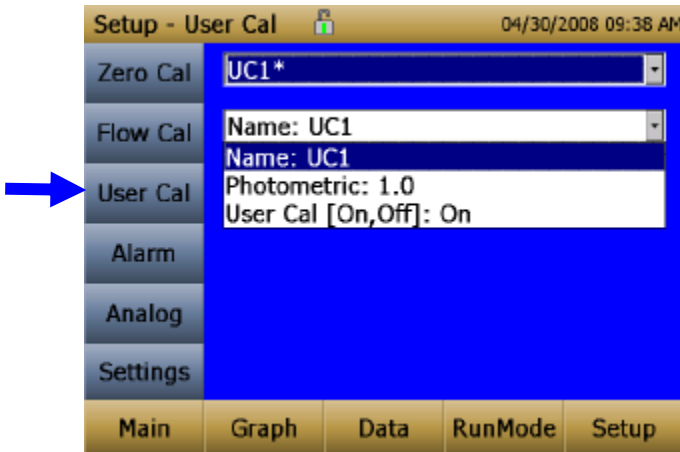 Setup - User Cal 04/30/2008 09:38 AM
Zero Cal
UC1*
Flow Cal
Name: UC1
Name: UC1
User Cal
Photometric: 1.0
User Cal [On,Off]: On
Alarm
Analog
Settings
Main Graph Data RunMode Setup